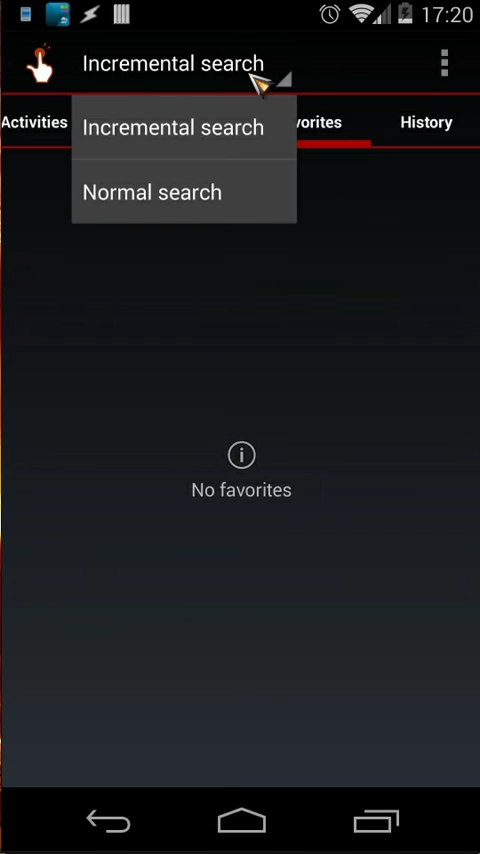 17:20
Incremental search
Activities
Incremental search
vorites
History
Normal search
No favorites